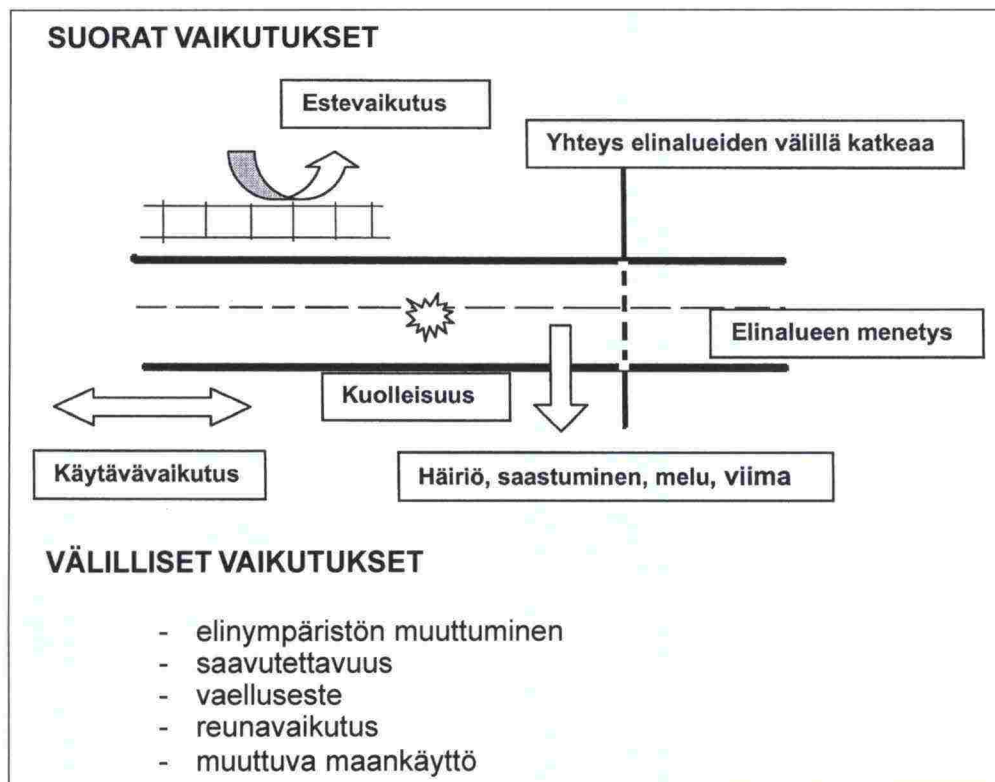 SUORAT VAIKUTUKSET
Estevaikutus
Yhteys elinalueiden välillä katkeaa
Elinalueen menetys
Kuolleisuus
Käytävävaikutus
Häiriö, saastuminen, melu, viima
VÄLILLISET VAIKUTUKSET
- elinympäristön muuttuminen
- saavutettavuus
- vaelluseste
- reunavaikutus
- muuttuva maankäyttö